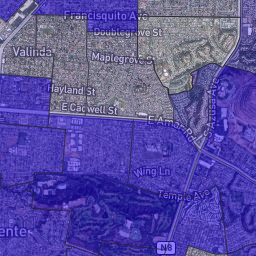 Francisquito Ave
Doublegrove St
Valinda
Maplegrove St
Hayland St
E Cadwell St
E Amar Rd
S Azusa Ave
Wing Ln
Temple Ave
ente
N8